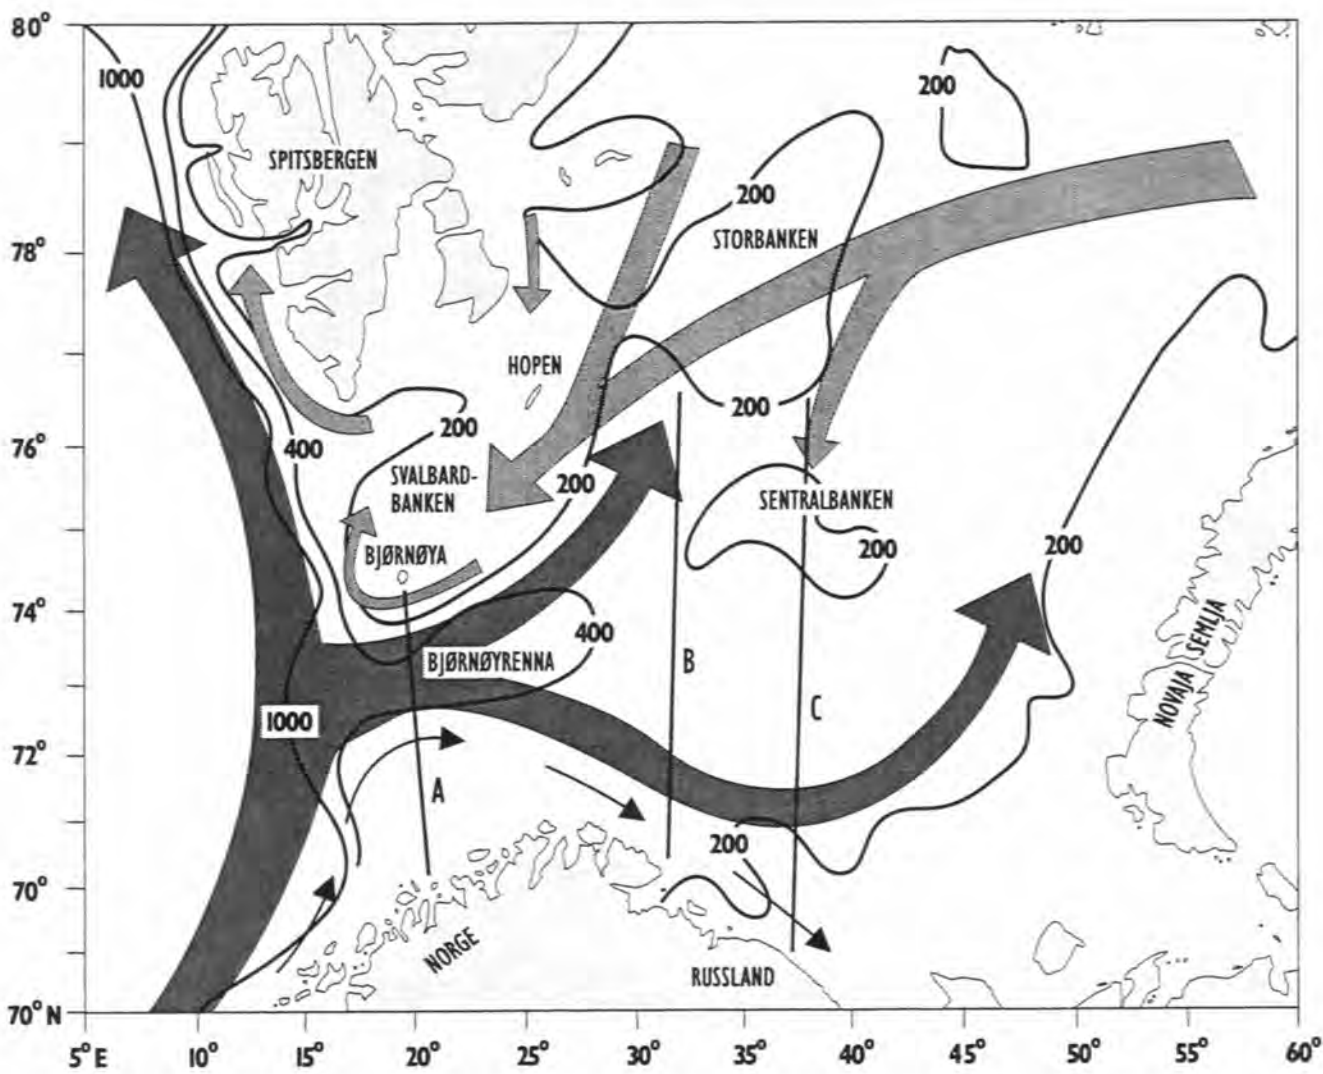 80°
1000
200
SPITSBERGEN
200
STORBANKEN
78°
HOPEN
200
200
76°
400
SVALBARD-
BANKEN
200
SENTRALBANKEN
200
200
BJØRNØYA
74°
400
BJØRNØYRENNA
B
NOVAJA SEMLJA
1000
C
72°
A
200
70°
NORGE
RUSSLAND
70°N
5°E
10°
15°
20°
25°
30°
35°
40°
45°
50°
55°
60°